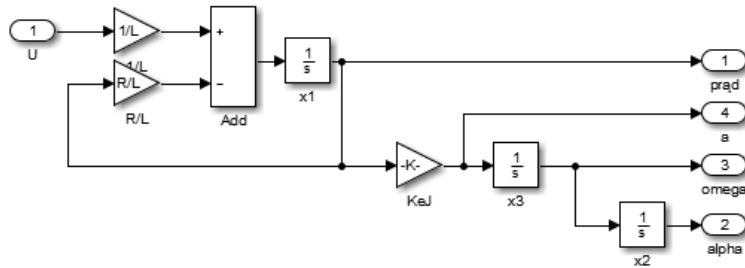 1
U
1/L
1/L
R/L
R/L
+
−
Add
1
s
x1
-K-
KeJ
1
s
x3
1
s
x2
1
prąd
4
a
3
omega
2
alpha